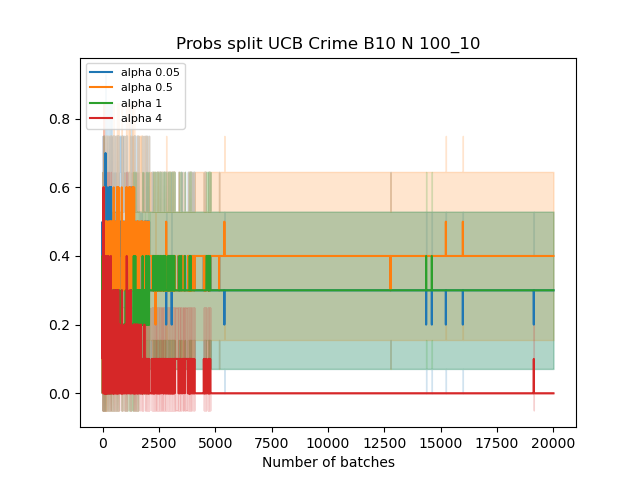 Probs split UCB Crime B10 N 100_10
alpha 0.05
alpha 0.5
alpha 1
alpha 4
0.8
0.6
0.4
0.2
0.0
0 2500 5000 7500 10000 12500 15000 17500 20000
Number of batches